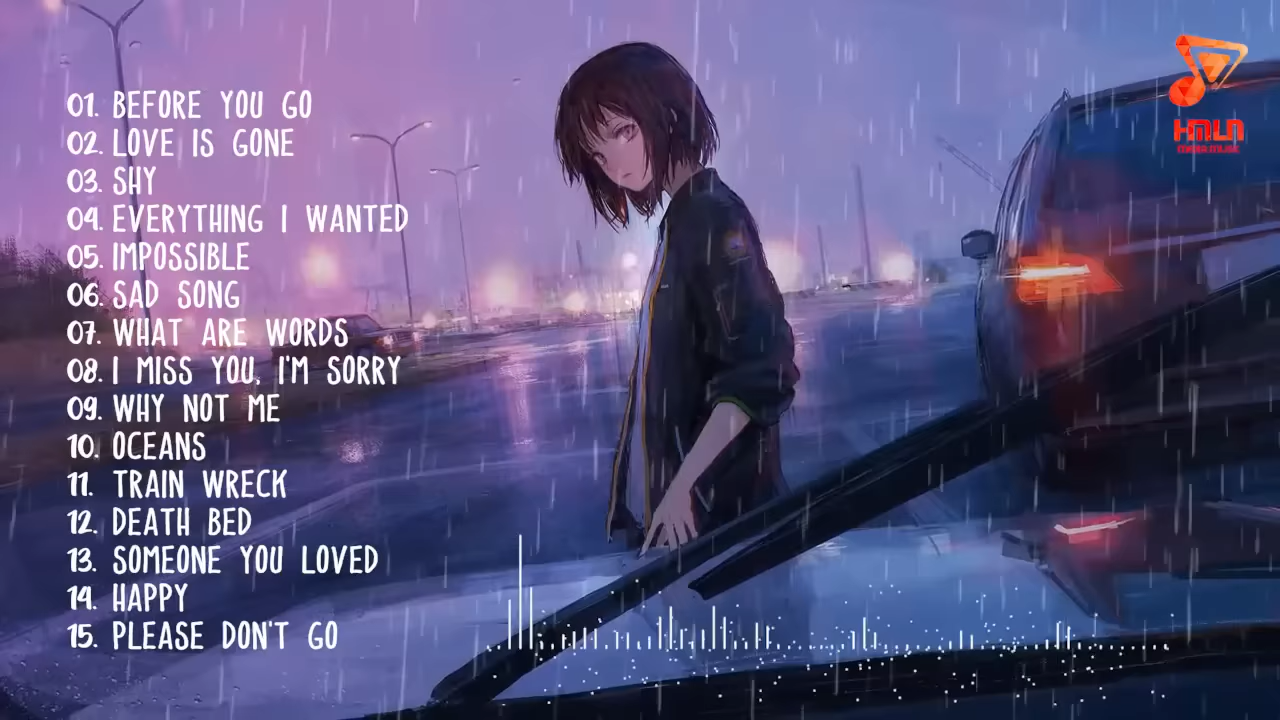 01. BEFORE YOU GO
02. LOVE IS GONE
03. SHY
04. EVERYTHING I WANTED
05. IMPOSSIBLE
06. SAD SONG
07. WHAT ARE WORDS
08. I MISS YOU, I'M SORRY
09. WHY NOT ME
10. OCEANS
11. TRAIN WRECK
12. DEATH BED
13. SOMEONE YOU LOVED
14. HAPPY
15. PLEASE DON'T GO
HMLN
MEDIA MUSIC